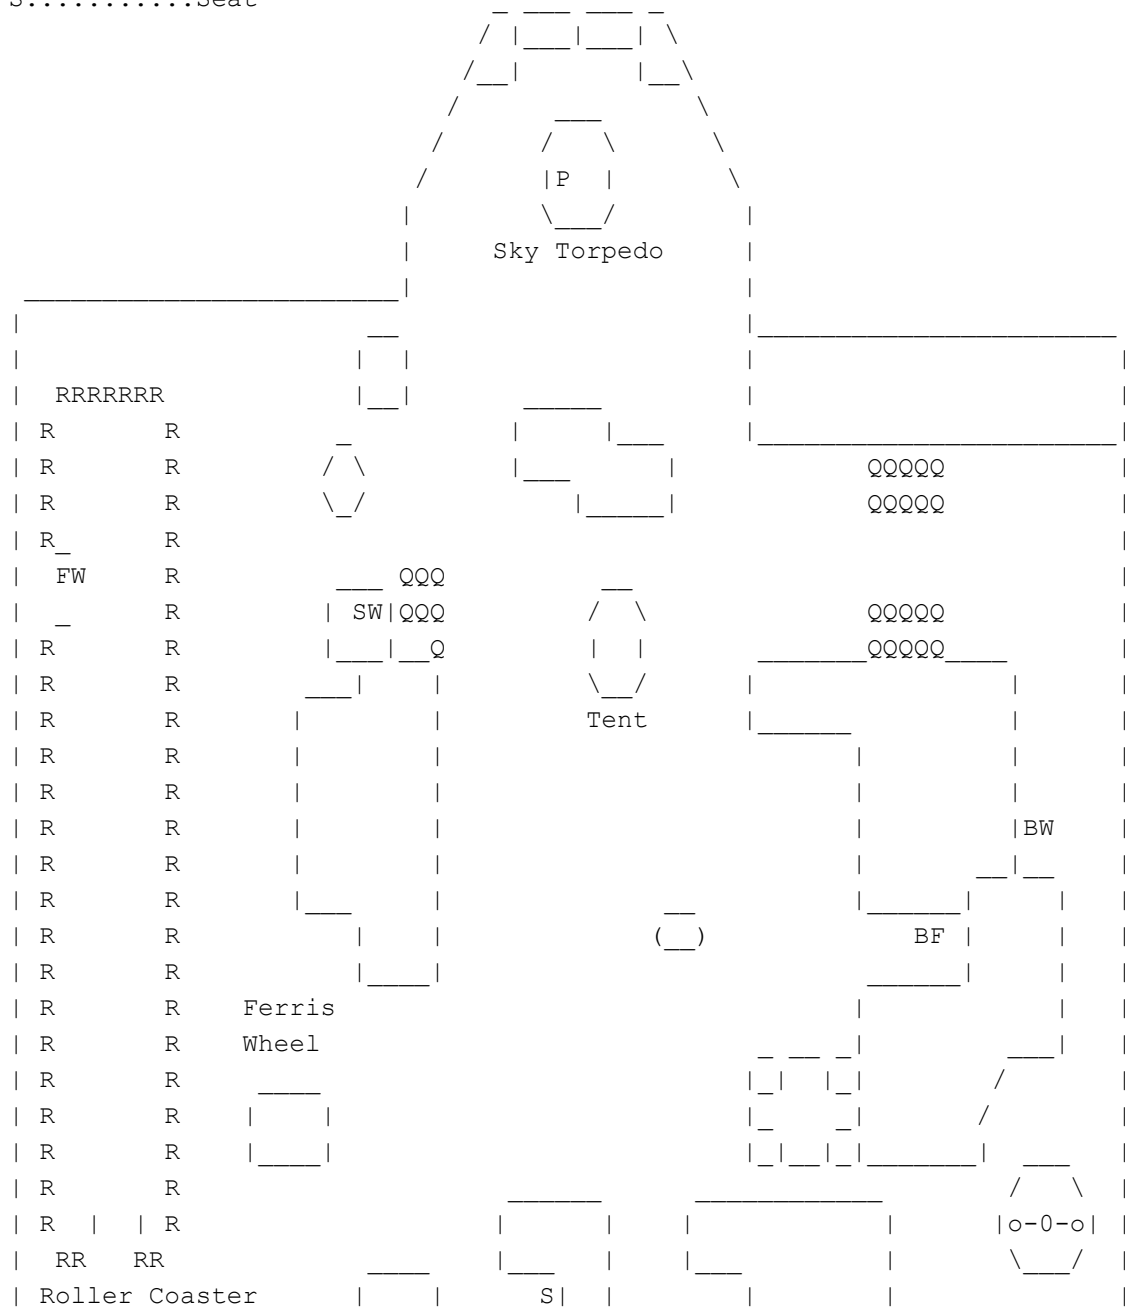 S...........Seat
P
Sky Torpedo
RRRRRRR
R R
R R QQQQQ
R R QQQQQ
R R
FW R QQQ
R SW QQQ QQQQQ
R R Q QQQQQ
R R
R R Tent
R R
R R
R R BW
R R
R R
R R BF
R R
R R Ferris
R R Wheel
R R
R R
R R
R R
R R o-0-o
RR RR
Roller Coaster S